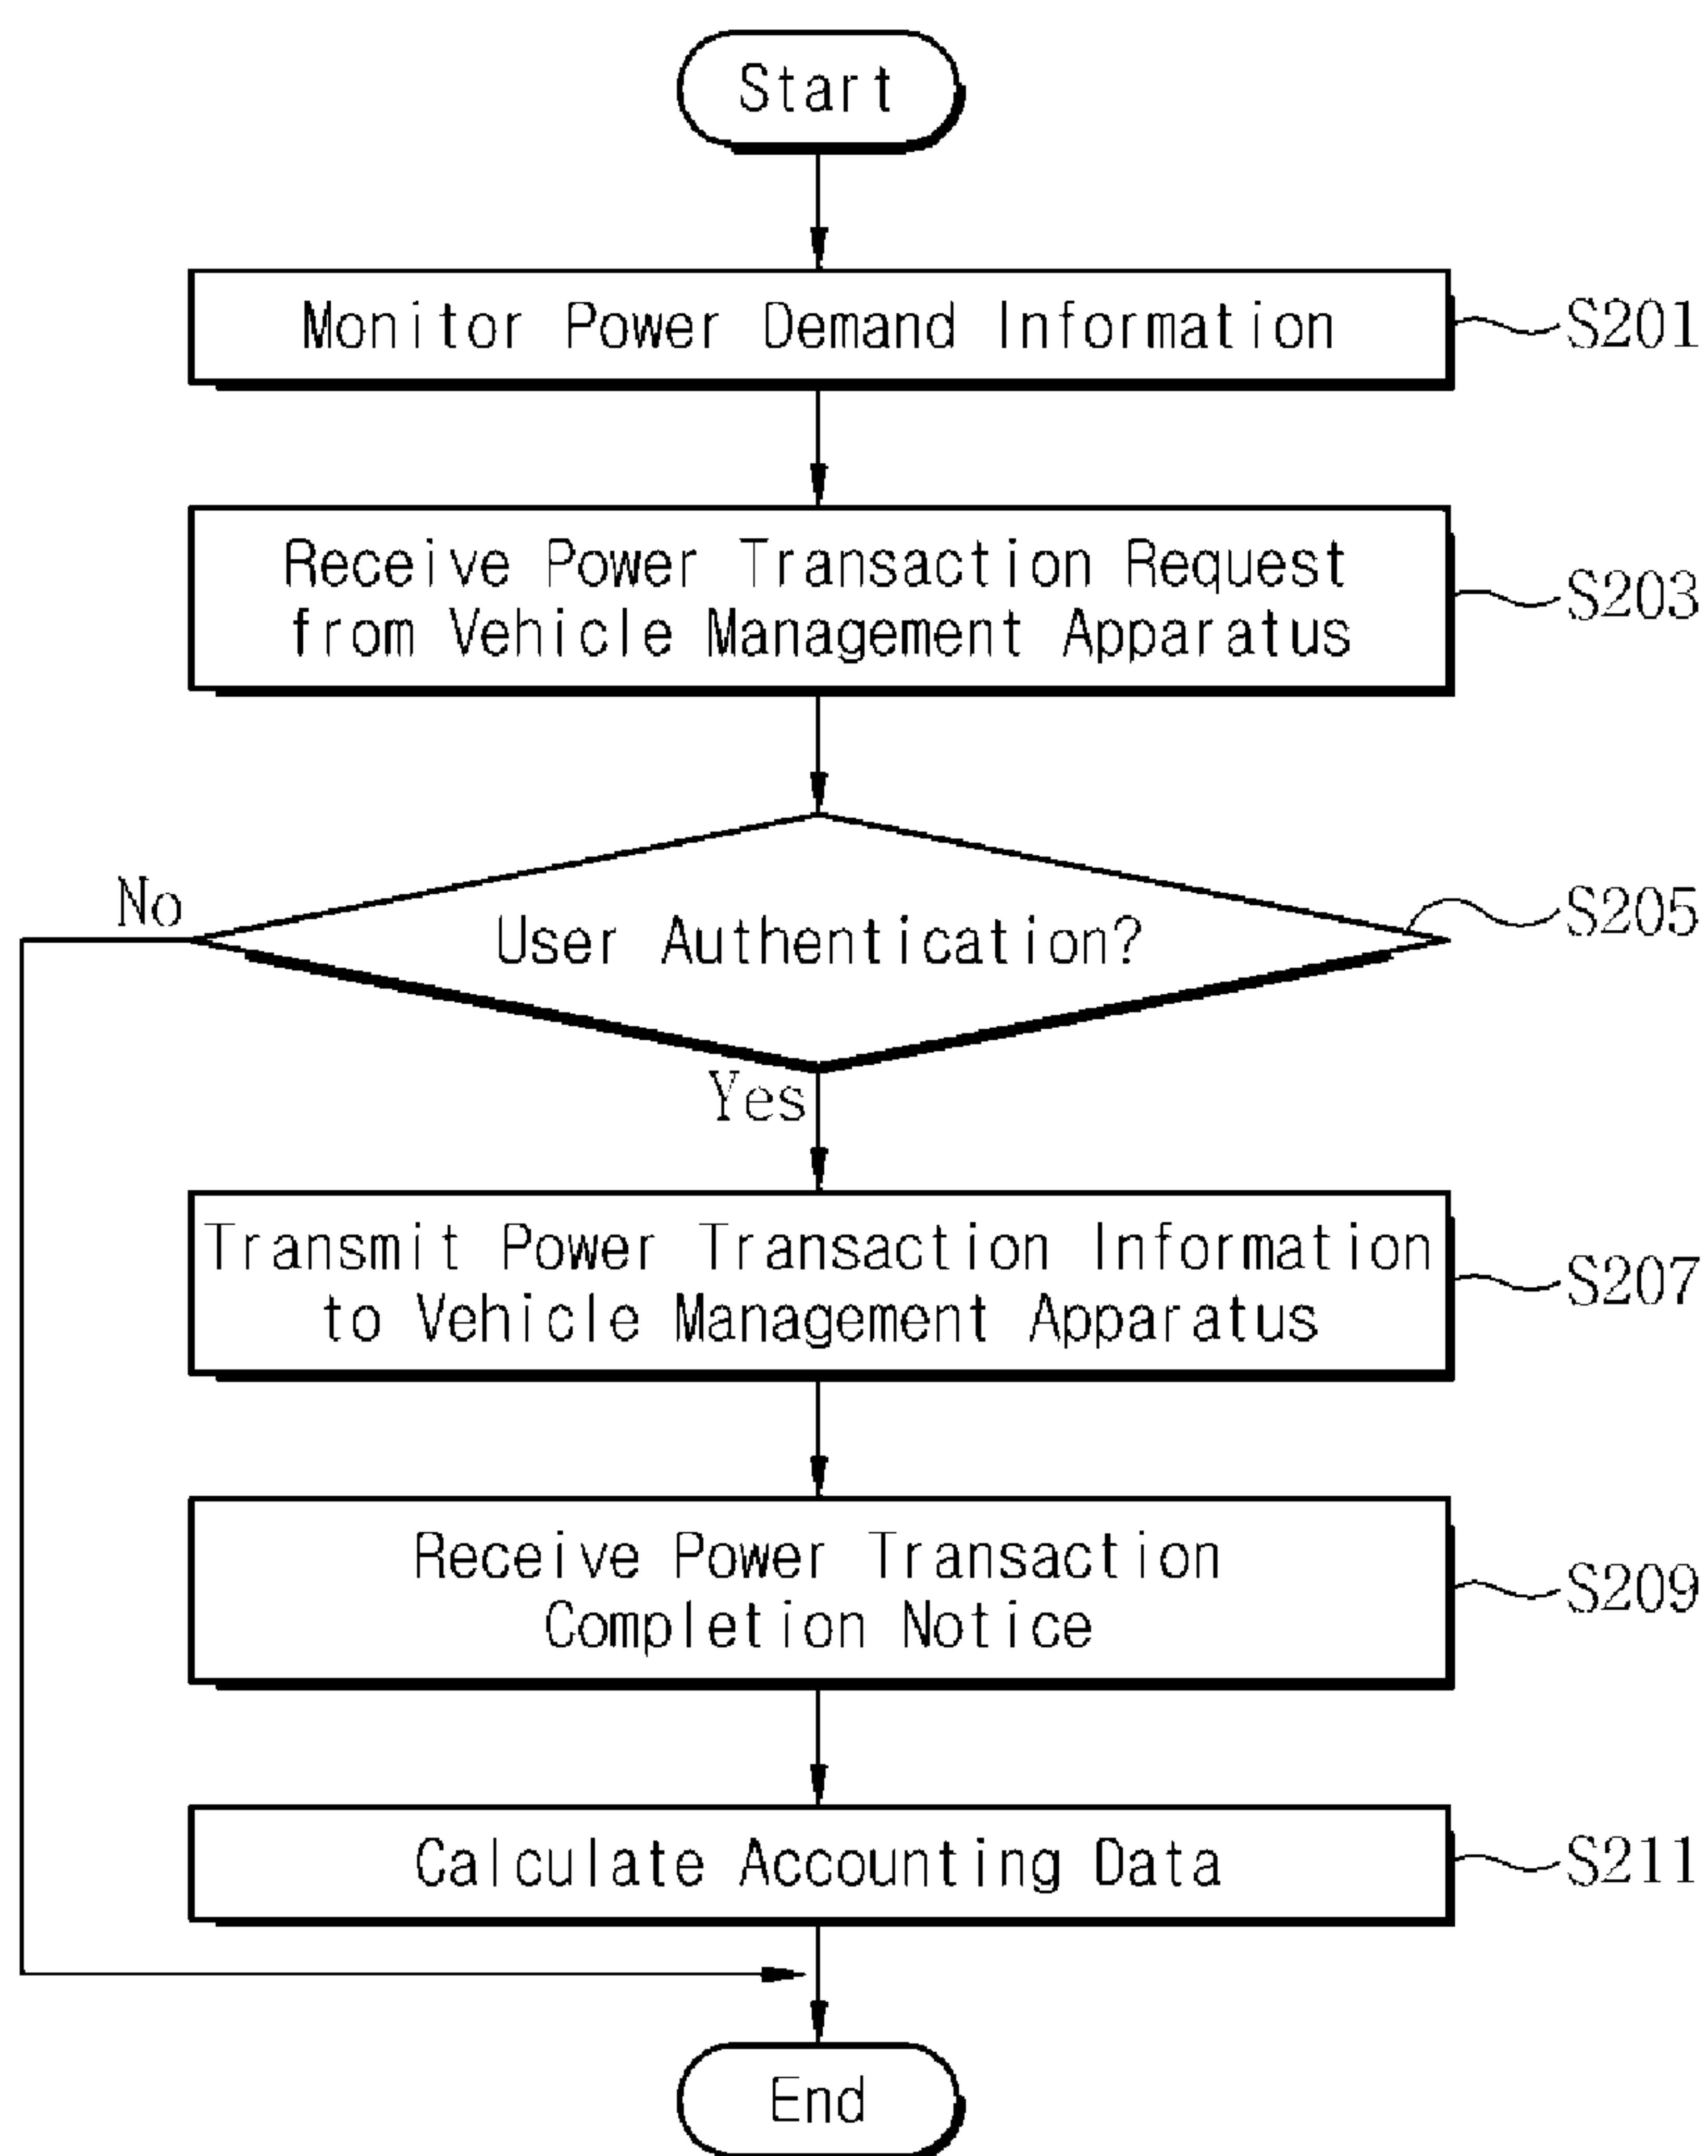 Start
Monitor Power Demand Information
S201
Receive Power Transaction Request
from Vehicle Management Apparatus
S203
No
User Authentication?
S205
Yes
Transmit Power Transaction Information
to Vehicle Management Apparatus
S207
Receive Power Transaction
Completion Notice
S209
Calculate Accounting Data
S211
End